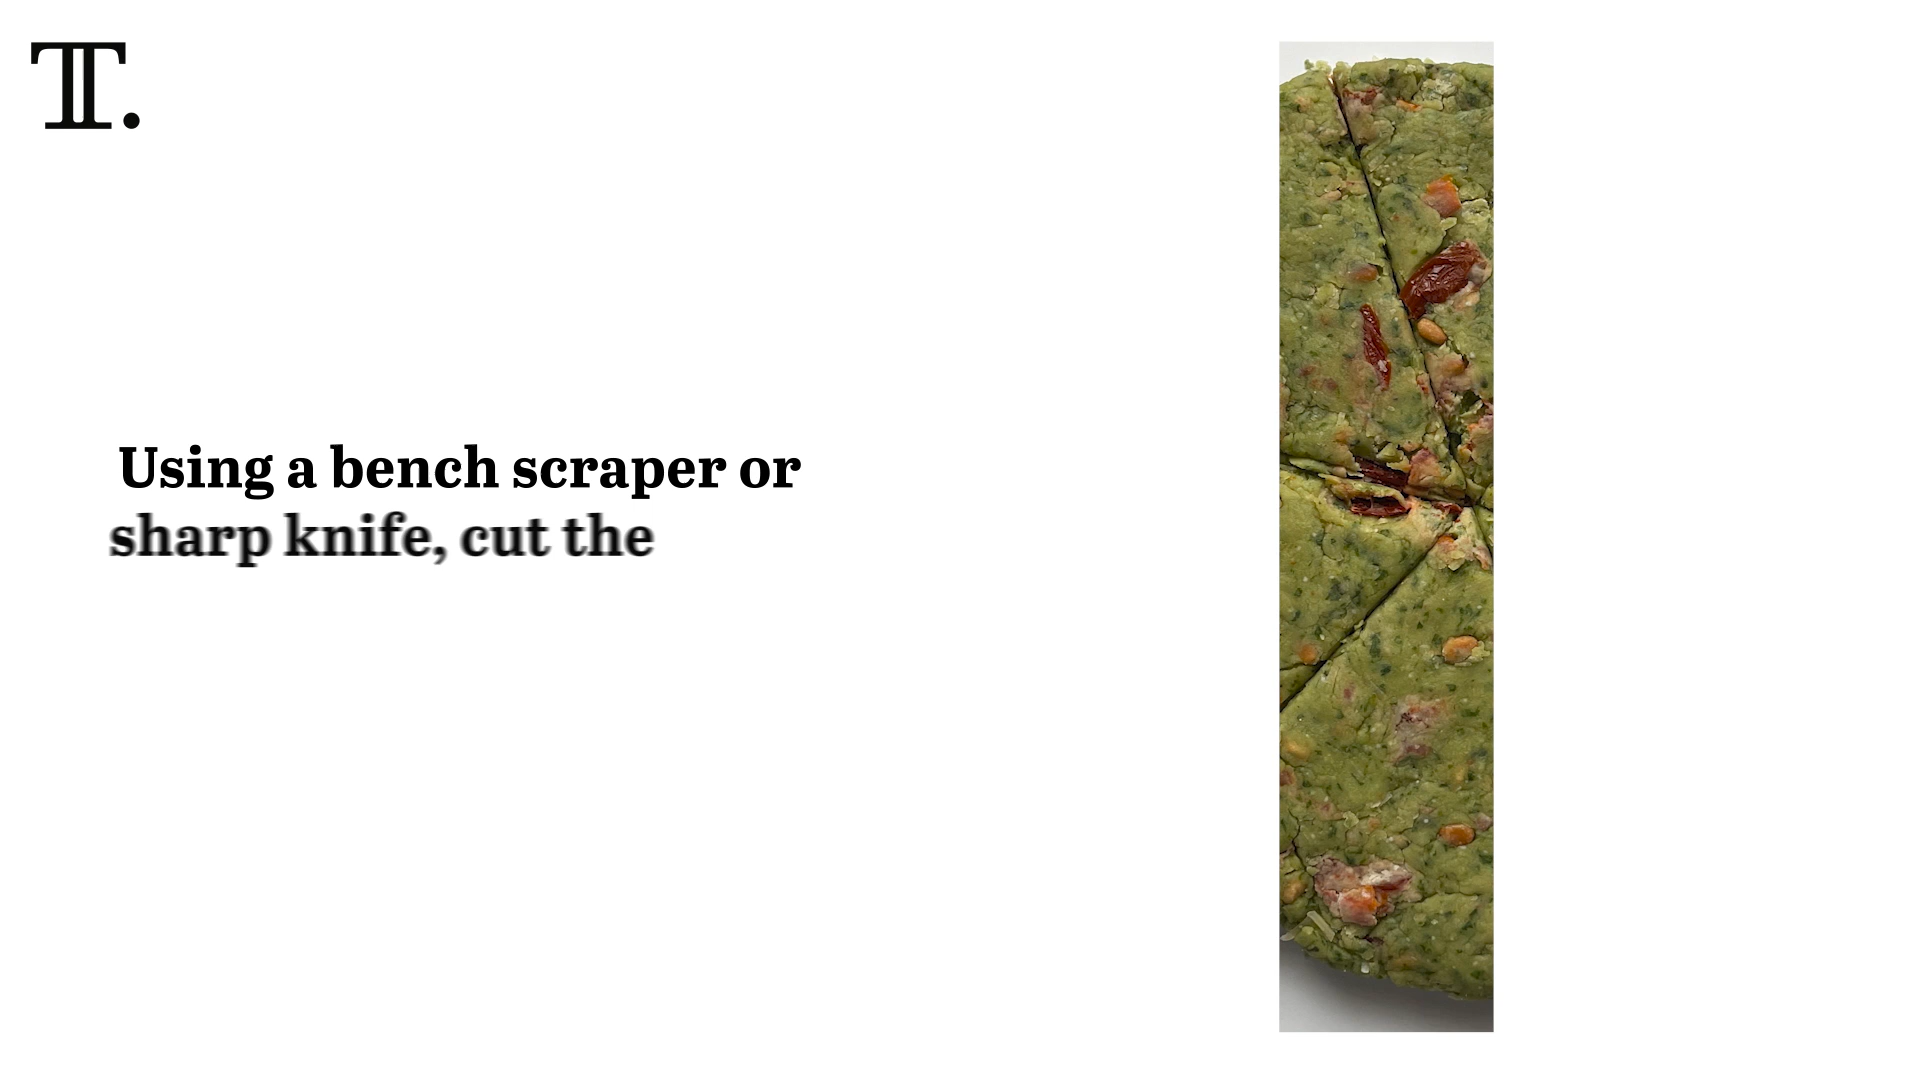 T.
Using a bench scraper or
sharp knife, cut the